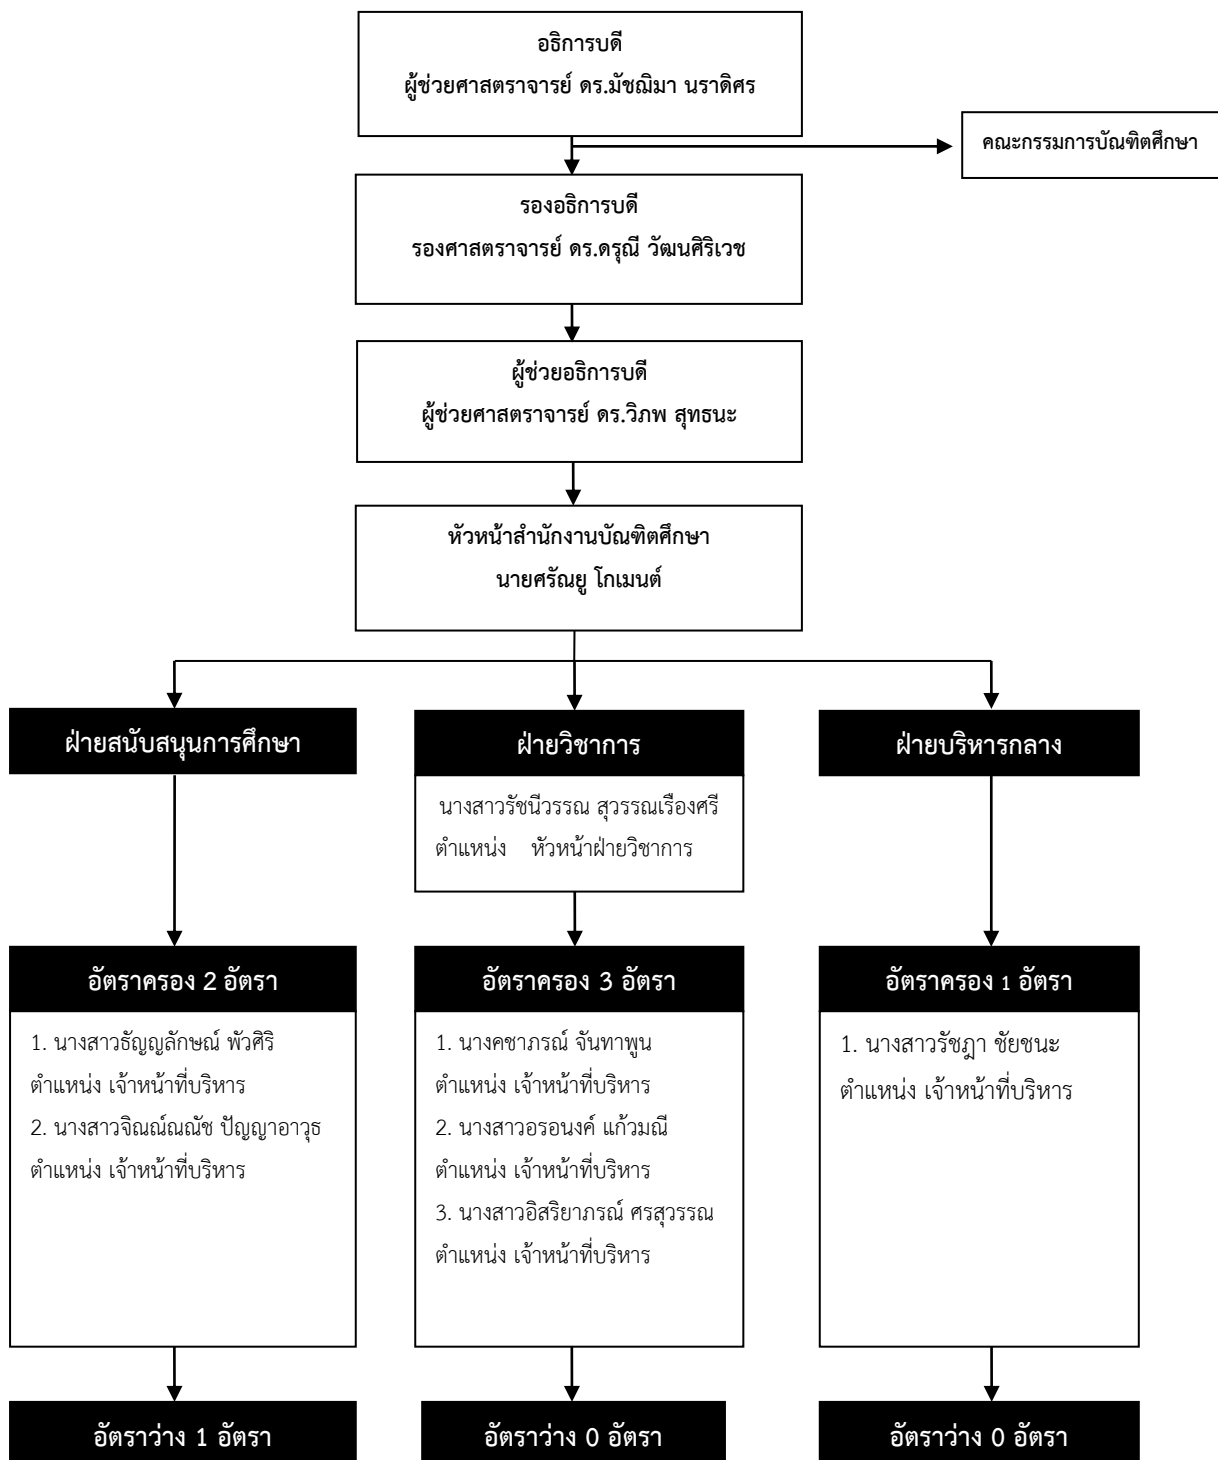 อธิการบดี
ผู้ช่วยศาสตราจารย์ ดร.มัชฌิมา นราดิศร
คณะกรรมการบัณฑิตศึกษา
รองอธิการบดี
รองศาสตราจารย์ ดร.ดรุณี วัฒนศิริเวช
ผู้ช่วยอธิการบดี
ผู้ช่วยศาสตราจารย์ ดร.วิภพ สุทธนะ
หัวหน้าสำนักงานบัณฑิตศึกษา
นายศรัณยู โกเมนต์
ฝ่ายสนับสนุนการศึกษา
อัตราครอง 2 อัตรา
1. นางสาวธัญญลักษณ์ พัวศิริ
ตำแหน่ง เจ้าหน้าที่บริหาร
2. นางสาวจิณณ์ณณัช ปัญญาอาวุธ
ตำแหน่ง เจ้าหน้าที่บริหาร
อัตราว่าง 1 อัตรา
ฝ่ายวิชาการ
นางสาวรัชนีวรรณ สุวรรณเรืองศรี
ตำแหน่ง หัวหน้าฝ่ายวิชาการ
อัตราครอง 3 อัตรา
1. นางคชาภรณ์ จันทาพูน
ตำแหน่ง เจ้าหน้าที่บริหาร
2. นางสาวอรอนงค์ แก้วมณี
ตำแหน่ง เจ้าหน้าที่บริหาร
3. นางสาวอิสริยาภรณ์ ศรสุวรรณ
ตำแหน่ง เจ้าหน้าที่บริหาร
อัตราว่าง 0 อัตรา
ฝ่ายบริหารกลาง
อัตราครอง 1 อัตรา
1. นางสาวรัชฎา ชัยชนะ
ตำแหน่ง เจ้าหน้าที่บริหาร
อัตราว่าง 0 อัตรา